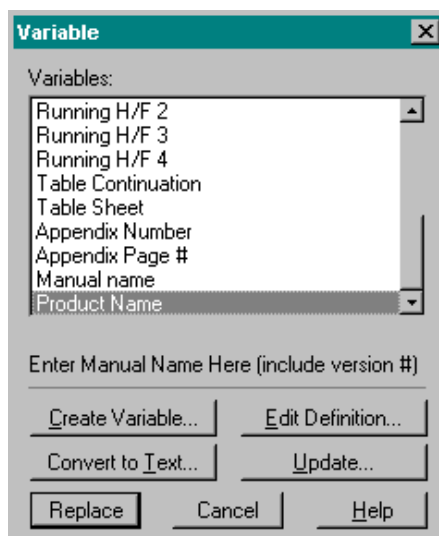 Variable
Variables:
Running H/F 2
Running H/F 3
Running H/F 4
Table Continuation
Table Sheet
Appendix Number
Appendix Page #
Manual name
Product Name
Enter Manual Name Here (include version #)
Create Variable... Edit Definition...
Convert to Text... Update...
Replace Cancel Help